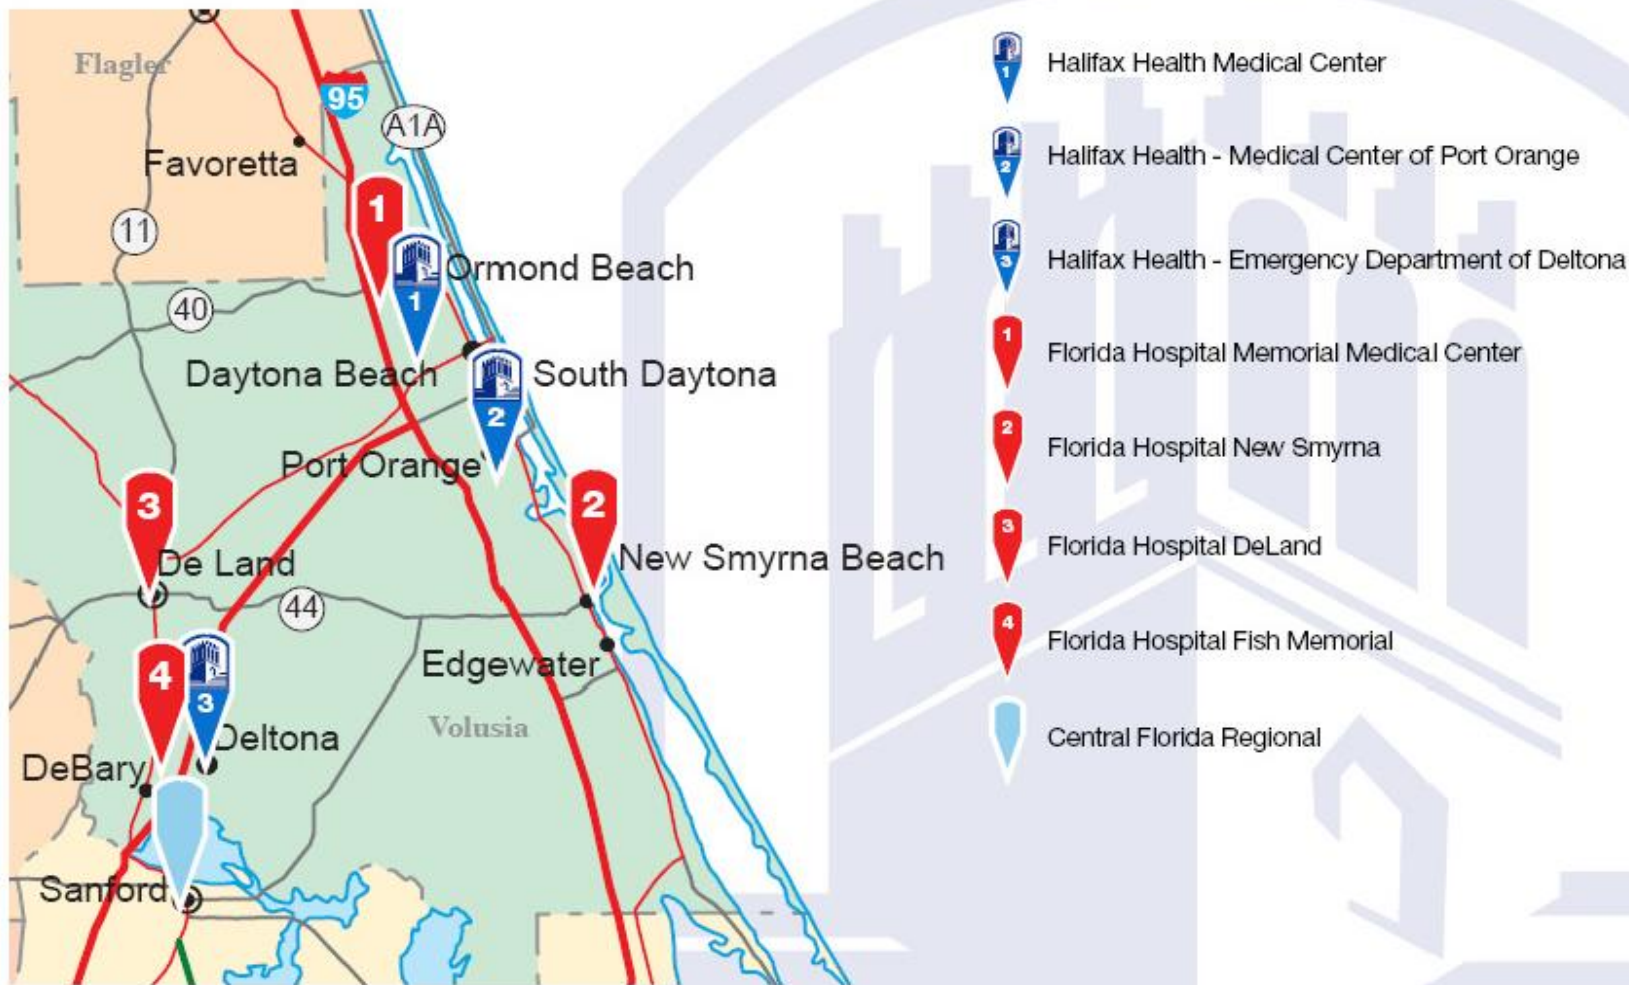 Flagler
95
A1A
Favoretta
11
1
Ormond Beach
1
40
Daytona Beach
South Daytona
2
Port Orange
3
2
De Land
New Smyrna Beach
44
4
Edgewater
3
Volusia
Deltona
DeBary
Sanford
1
Halifax Health Medical Center
2
Halifax Health - Medical Center of Port Orange
3
Halifax Health - Emergency Department of Deltona
1
Florida Hospital Memorial Medical Center
2
Florida Hospital New Smyrna
3
Florida Hospital DeLand
4
Florida Hospital Fish Memorial
Central Florida Regional